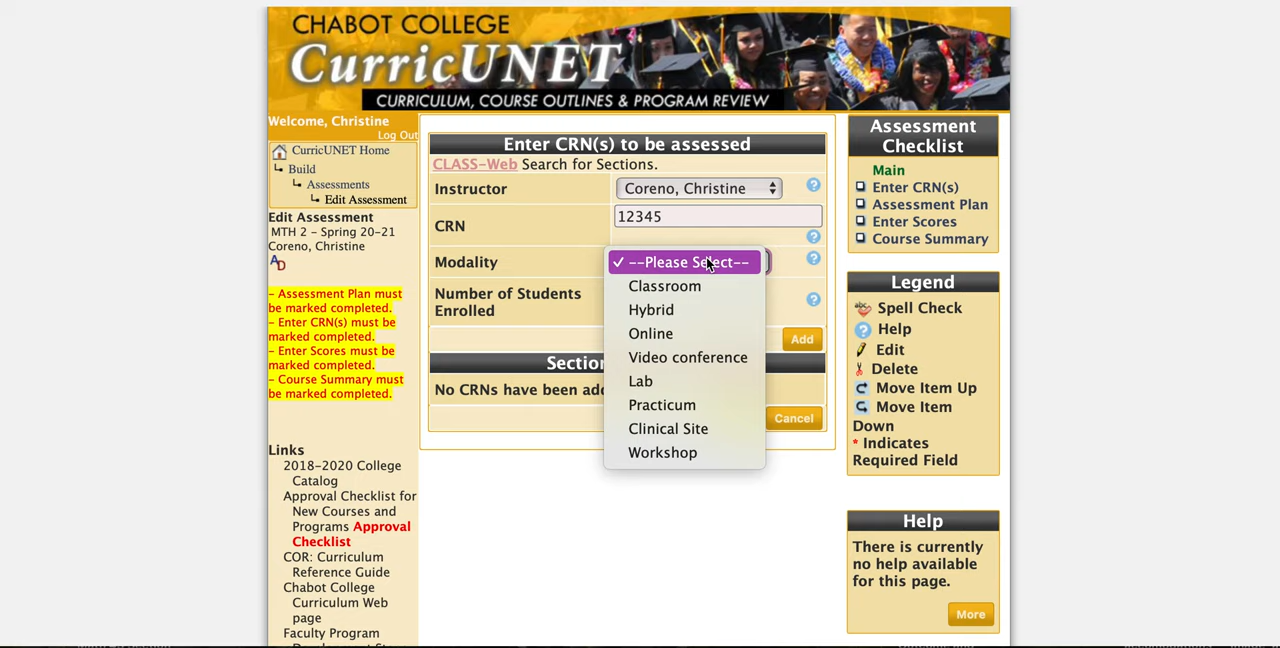 CHABOT COLLEGE
CurricUNET
CURRICULUM, COURSE OUTLINES & PROGRAM REVIEW
Welcome, Christine
Log Out
CurricUNET Home
Build
Assessments
Edit Assessment
Edit Assessment
MTH 2 - Spring 20-21
Coreno, Christine
- Assessment Plan must
be marked completed.
- Enter CRN(s) must be
marked completed.
- Enter Scores must be
marked completed.
- Course Summary must
be marked completed.
Links
2018-2020 College
Catalog
Approval Checklist for
New Courses and
Programs Approval
Checklist
COR: Curriculum
Reference Guide
Chabot College
Curriculum Web
page
Faculty Program
Enter CRN(s) to be assessed
CLASS-Web Search for Sections.
Instructor
Coreno, Christine
CRN
12345
Modality
✓ --Please Select--
Classroom
Hybrid
Online
Video conference
Lab
Practicum
Clinical Site
Workshop
Number of Students
Enrolled
Add
No CRNs have been
Cancel
Assessment
Checklist
Main
Enter CRN(s)
Assessment Plan
Enter Scores
Course Summary
Legend
Spell Check
Help
Edit
Delete
Move Item Up
Move Item
Down
* Indicates
Required Field
Help
There is currently
no help available
for this page.
More